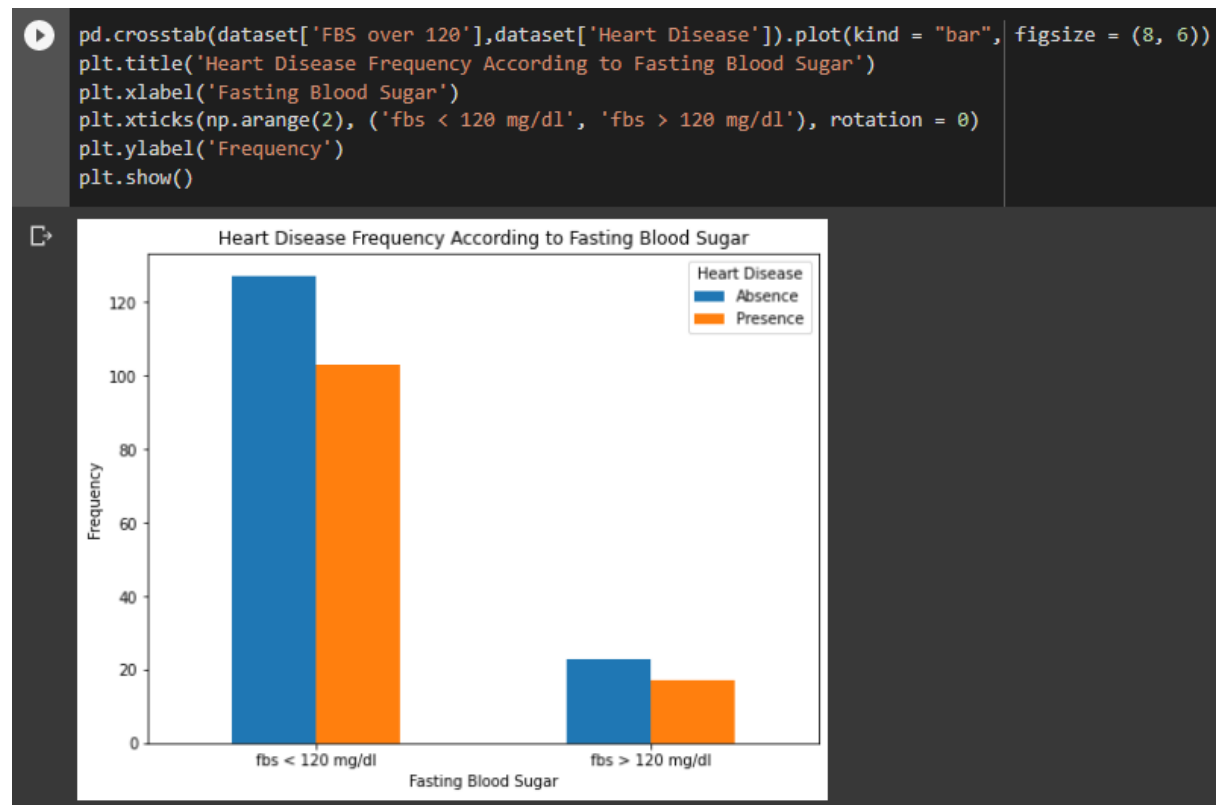 pd.crosstab(dataset['FBS over 120'],dataset['Heart Disease']).plot(kind = "bar", figsize = (8, 6))
plt.title('Heart Disease Frequency According to Fasting Blood Sugar')
plt.xlabel('Fasting Blood Sugar')
plt.xticks(np.arange(2), ('fbs < 120 mg/dl', 'fbs > 120 mg/dl'), rotation = 0)
plt.ylabel('Frequency')
plt.show()
Heart Disease Frequency According to Fasting Blood Sugar
Heart Disease
Absence
Presence
120
100
80
60
40
20
0
Frequency
fbs < 120 mg/dl
fbs > 120 mg/dl
Fasting Blood Sugar